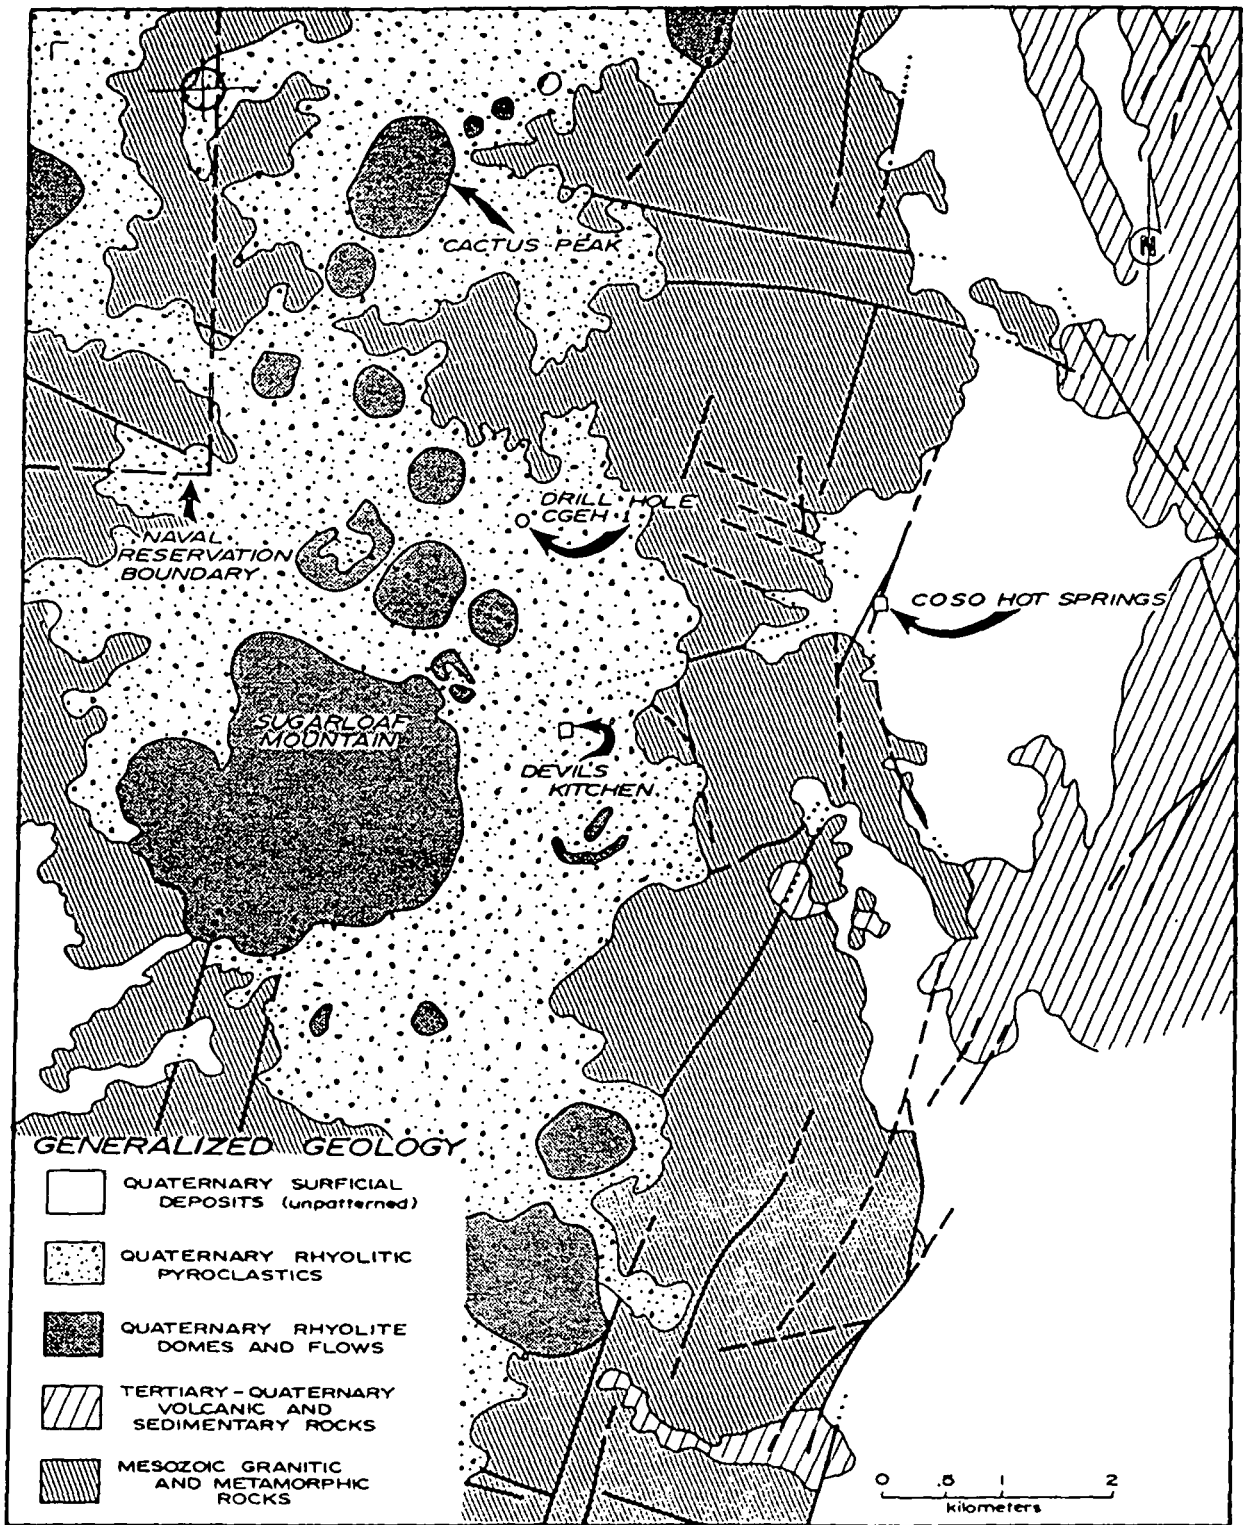 N
CACTUS PEAK
DRILL HOLE
CGEH 1
NAVAL
RESERVATION
BOUNDARY
COSO HOT SPRINGS
SUGARLOAF
MOUNTAIN
DEVILS
KITCHEN
GENERALIZED GEOLOGY
QUATERNARY SURFICIAL
DEPOSITS (unpatterned)
QUATERNARY RHYOLITIC
PYROCLASTICS
QUATERNARY RHYOLITE
DOMES AND FLOWS
TERTIARY-QUATERNARY
VOLCANIC AND
SEDIMENTARY ROCKS
MESOZOIC GRANITIC
AND METAMORPHIC
ROCKS
0 .5 1 2
kilometers